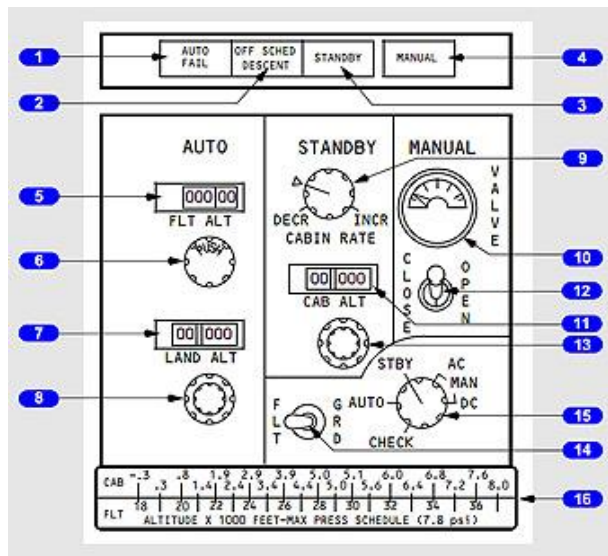 AUTO FAIL
OFF SCHED DESCENT
STANDBY
MANUAL
1
2
3
4
AUTO
STANDBY
MANUAL
5
000 00
FLT ALT
6
PUSH
7
00 000
LAND ALT
8
DECR
INCR
CABIN RATE
9
VALVE
10
00 000
CAB ALT
11
CLOSE
OPEN
12
13
FLT
GRD
14
STBY
AC
MAN
DC
AUTO
CHECK
15
CAB
-.3 .8 1.9 2.9 3.9 5.0 5.1 6.0 6.8 7.6
.3 1.4 2.4 3.4 4.4 5.0 5.6 6.4 7.2 8.0
16
FLT
18 20 22 24 26 28 30 32 34 36
ALTITUDE X 1000 FEET-MAX PRESS SCHEDULE (7.8 psi)